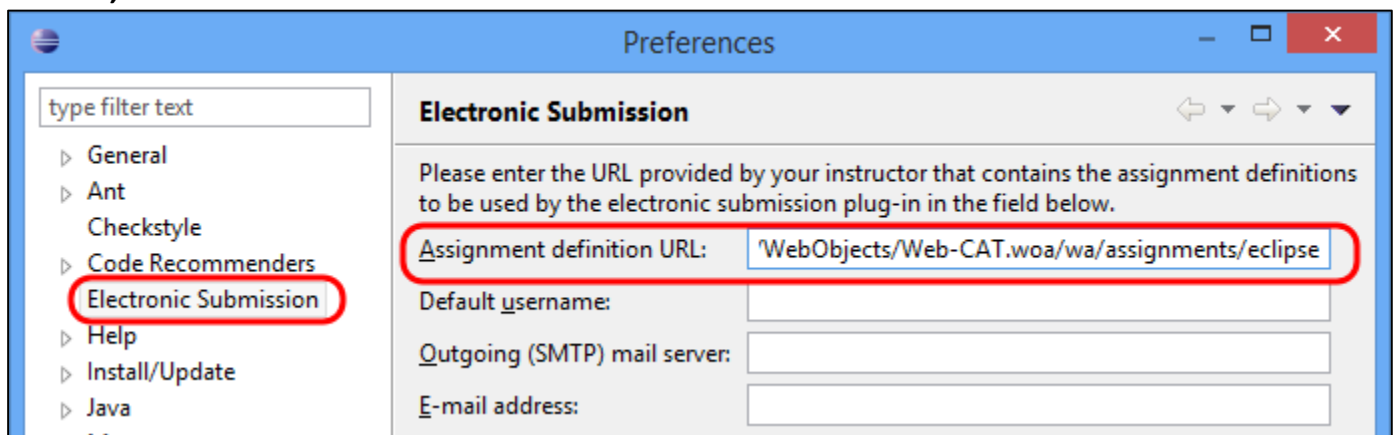 Preferences
type filter text
General
Ant
Checkstyle
Code Recommenders
Electronic Submission
Help
Install/Update
Java
Electronic Submission
Please enter the URL provided by your instructor that contains the assignment definitions
to be used by the electronic submission plug-in in the field below.
Assignment definition URL: /WebObjects/Web-CAT.woa/wa/assignments/eclipse
Default username:
Outgoing (SMTP) mail server:
E-mail address: